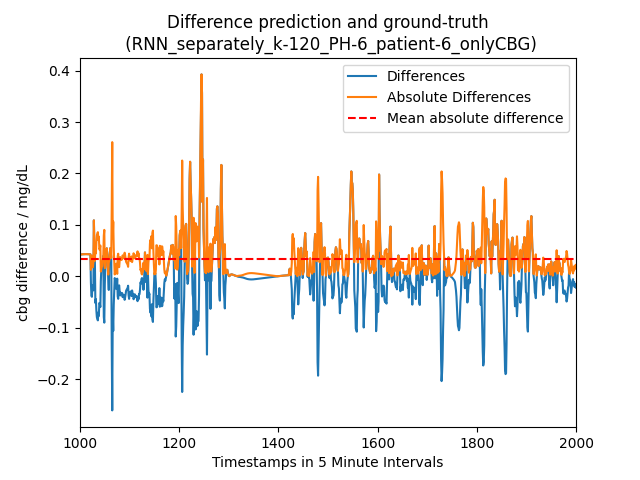 Difference prediction and ground-truth
(RNN_separately_k-120_PH-6_patient-6_onlyCBG)
Differences
Absolute Differences
Mean absolute difference
cbg difference / mg/dL
0.4
0.3
0.2
0.1
0.0
−0.1
−0.2
1000 1200 1400 1600 1800 2000
Timestamps in 5 Minute Intervals